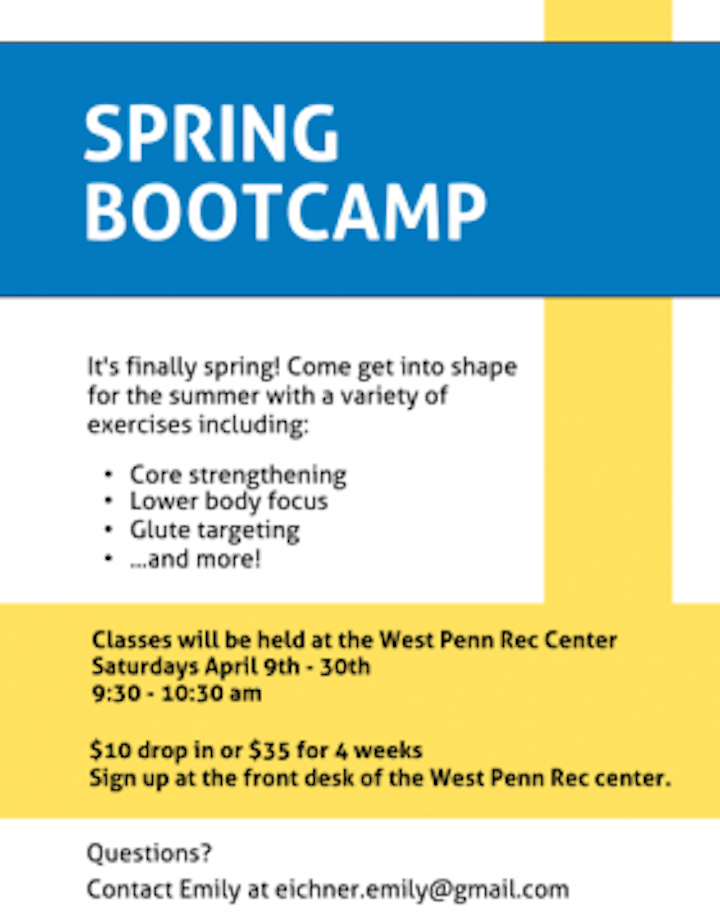 SPRING
BOOTCAMP
It's finally spring! Come get into shape
for the summer with a variety of
exercises including:
• Core strengthening
• Lower body focus
• Glute targeting
• ...and more!
Classes will be held at the West Penn Rec Center
Saturdays April 9th - 30th
9:30 - 10:30 am
$10 drop in or $35 for 4 weeks
Sign up at the front desk of the West Penn Rec center.
Questions?
Contact Emily at eichner.emily@gmail.com